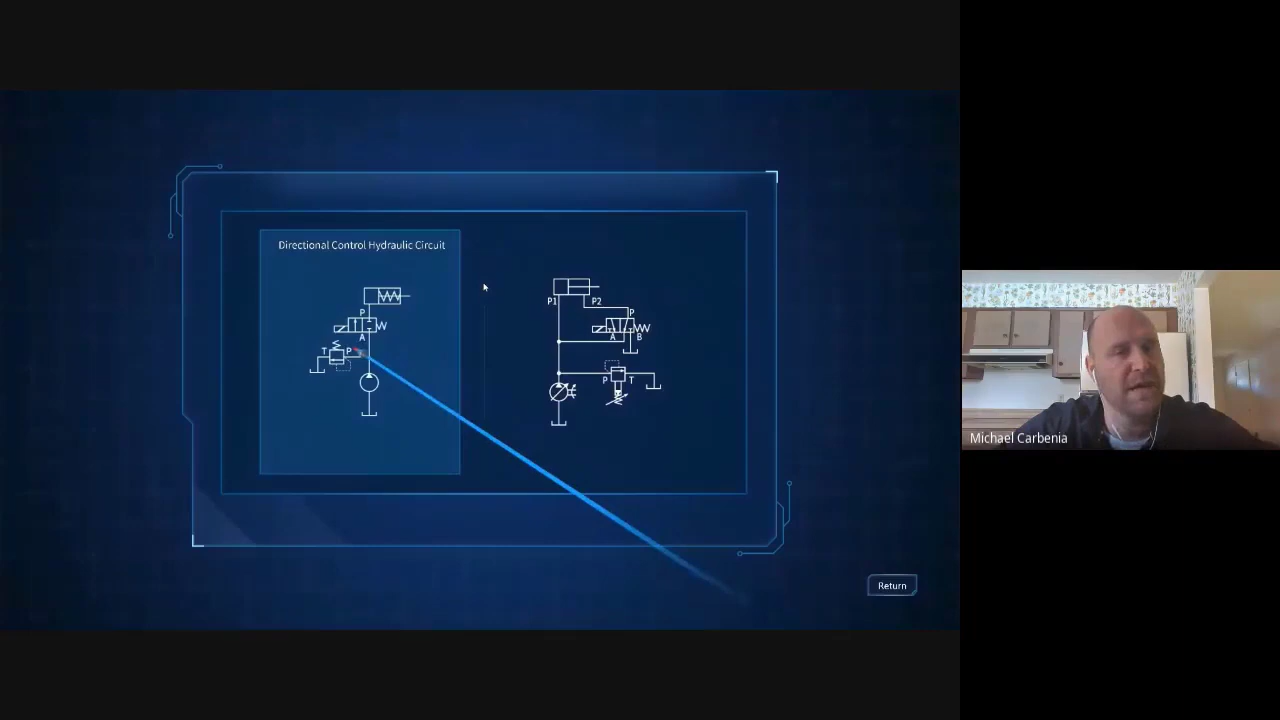 Directional Control Hydraulic Circuit
P
A
T P
P1 P2
P
A B
P T
Michael Carbenia
Return